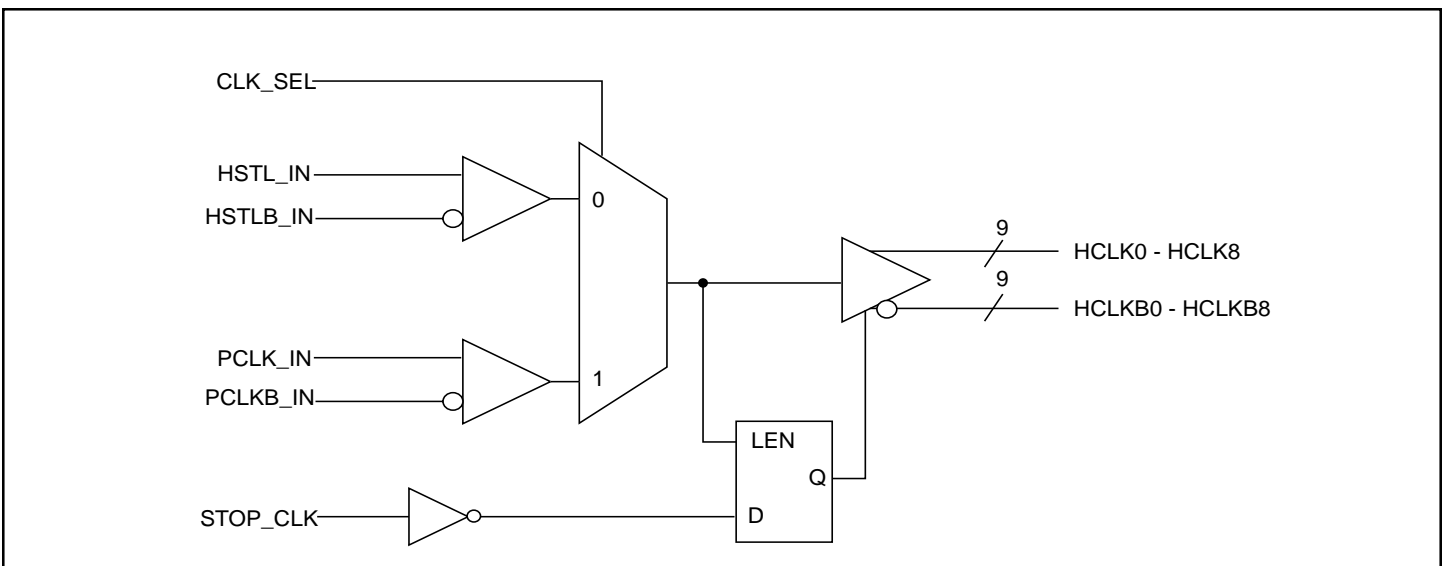 CLK_SEL
HSTL_IN
HSTLB_IN
0
9
HCLK0 - HCLK8
9
HCLKB0 - HCLKB8
PCLK_IN
PCLKB_IN
1
LEN
Q
STOP_CLK
D